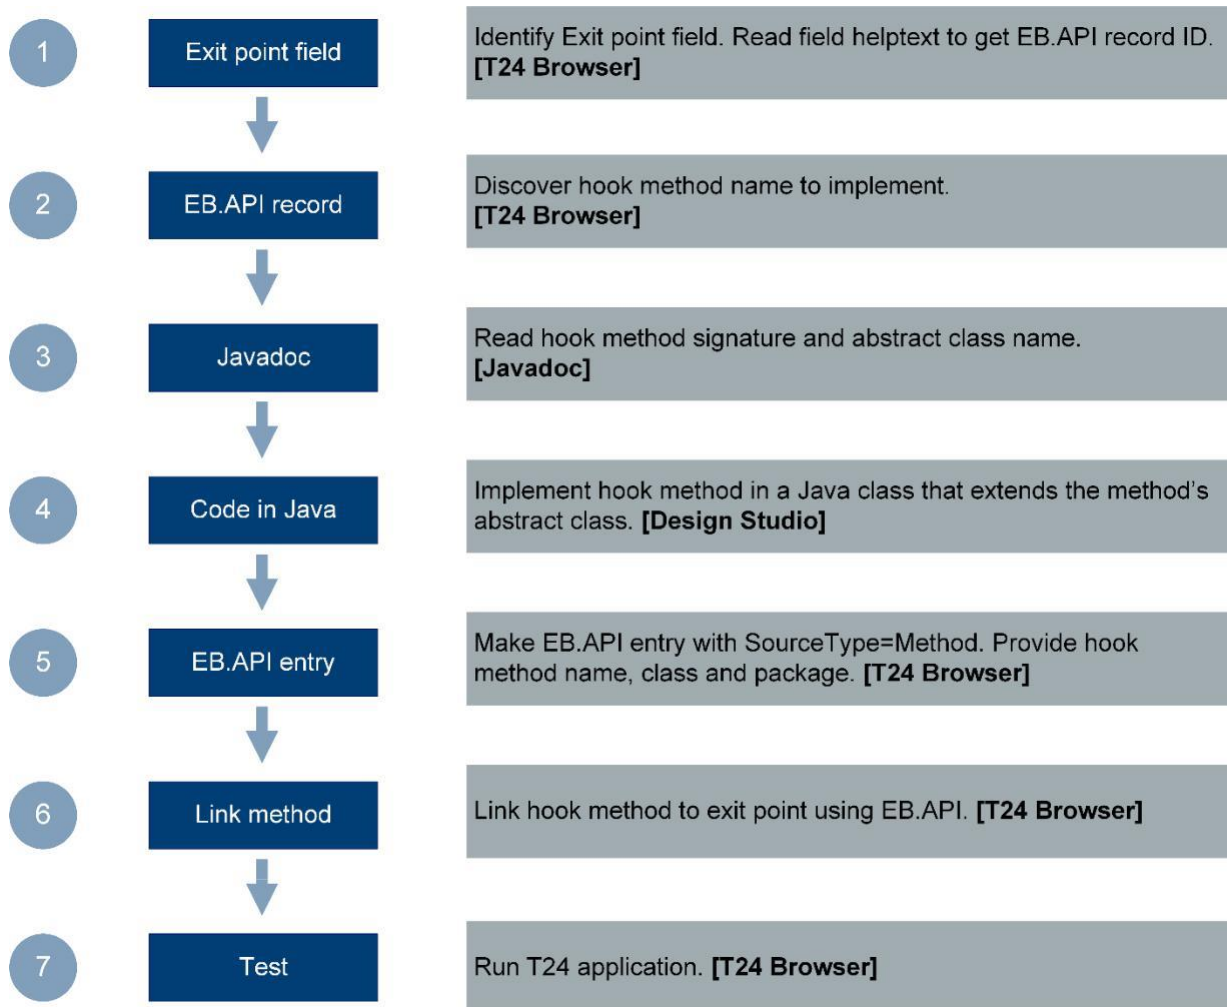 1
Exit point field
Identify Exit point field. Read field helptext to get EB.API record ID.
[T24 Browser]
2
EB.API record
Discover hook method name to implement.
[T24 Browser]
3
Javadoc
Read hook method signature and abstract class name.
[Javadoc]
4
Code in Java
Implement hook method in a Java class that extends the method's
abstract class. [Design Studio]
5
EB.API entry
Make EB.API entry with SourceType=Method. Provide hook
method name, class and package. [T24 Browser]
6
Link method
Link hook method to exit point using EB.API. [T24 Browser]
7
Test
Run T24 application. [T24 Browser]